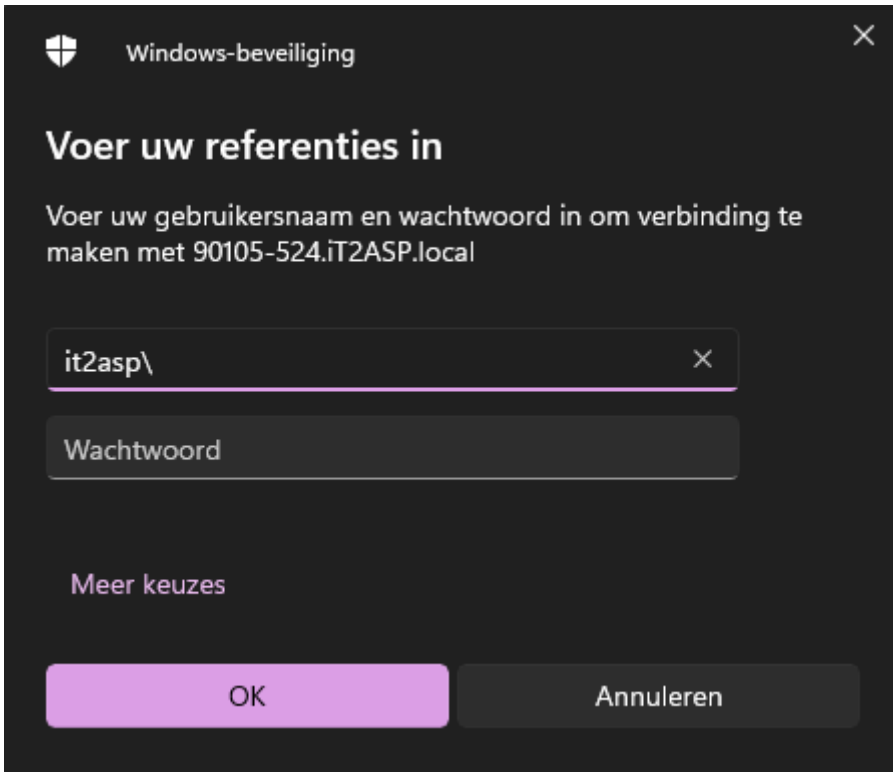 Windows-beveiliging
Voer uw referenties in
Voer uw gebruikersnaam en wachtwoord in om verbinding te
maken met 90105-524.iT2ASP.local
it2asp\
Wachtwoord
Meer keuzes
OK
Annuleren